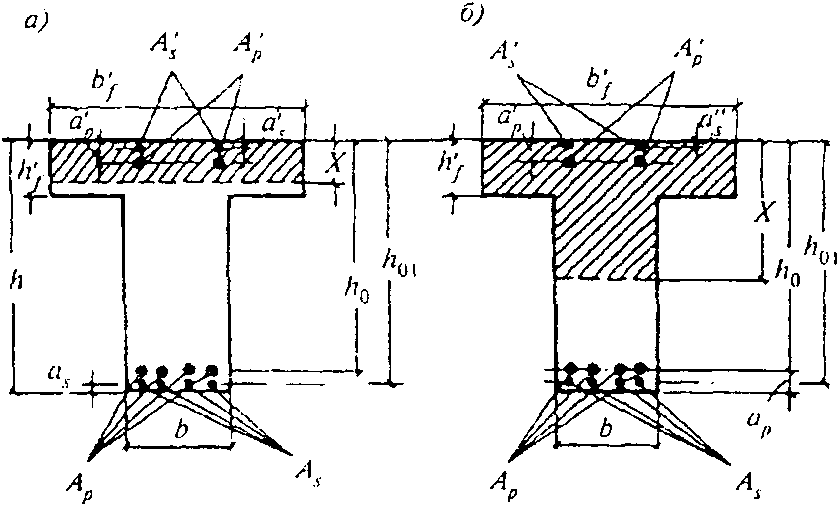 а) б)
A's A'p A's A'p
b'f b'f
a'p a's a'p a''s
h'f X h'f
h h0 h01 X h0 h01
as ap
b b
Ap As Ap As